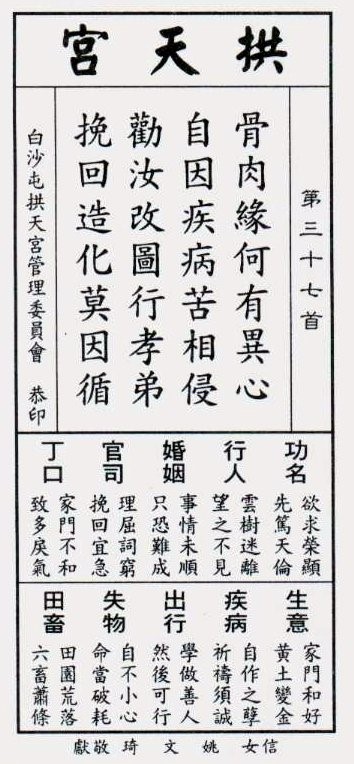 拱天宮
第三十七首
骨肉緣何有異心
自因疾病苦相侵
勸汝改圖行孝弟
挽回造化莫因循
白沙屯拱天宮管理委員會 恭印
功名
欲求榮顯
先篤天倫
行人
雲樹迷離
望之不見
婚姻
事情未順
只恐難成
官司
理屈詞窮
挽回宜急
丁口
家門不和
致多戾氣
生意
家門和好
黃土變金
疾病
自作之孽
祈禱須誠
出行
學做善人
然後可行
失物
自不小心
命當破耗
田畜
田園荒落
六畜蕭條
信女 姚文琦 敬獻